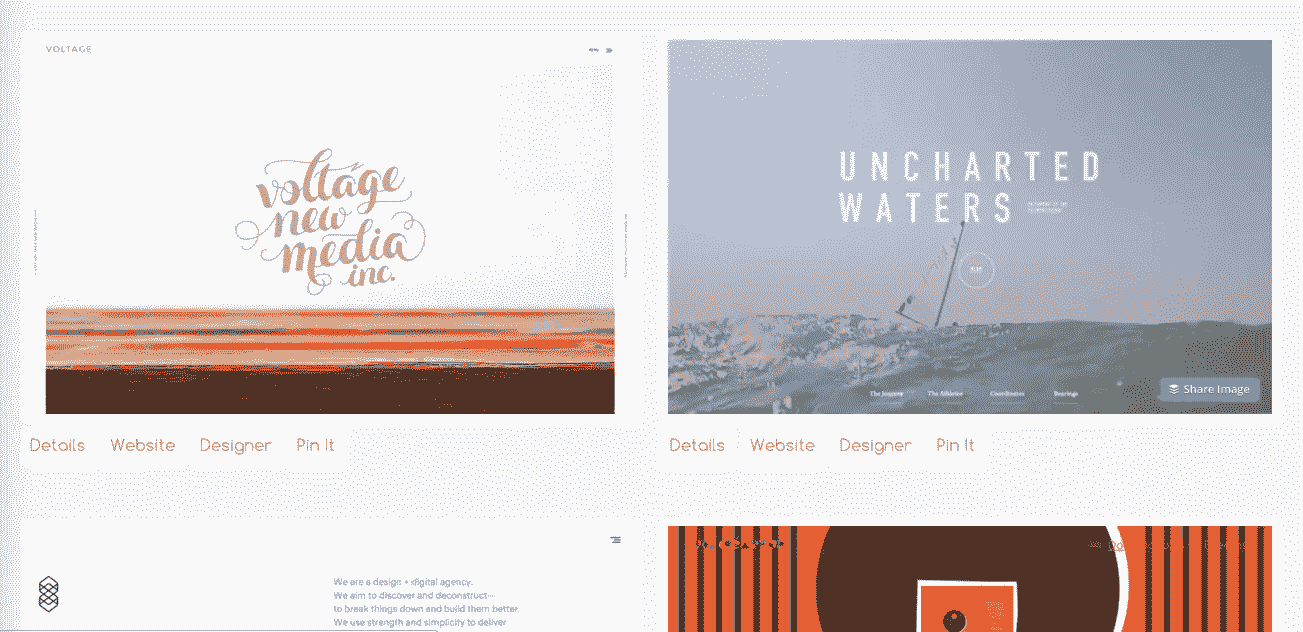 VOLTAGE
voltage
new
media
inc.
Details Website Designer Pin It
UNCHARTED
WATERS
The Journey The Alliance Coordinates Bearings
Share Image
Details Website Designer Pin It
We are a design + digital agency.
We aim to discover and deconstruct—
to break things down and build them better.
We use strength and simplicity to deliver